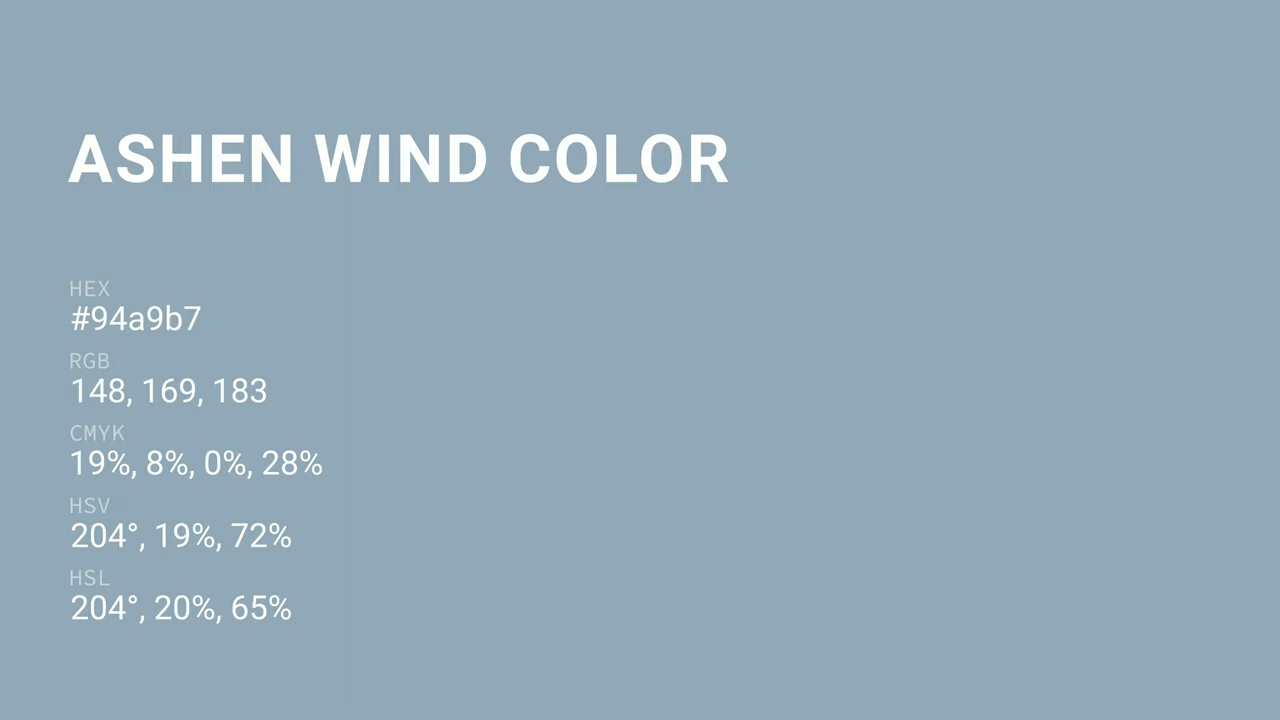 ASHEN WIND COLOR
HEX
#94a9b7
RGB
148, 169, 183
CMYK
19%, 8%, 0%, 28%
HSV
204°, 19%, 72%
HSL
204°, 20%, 65%